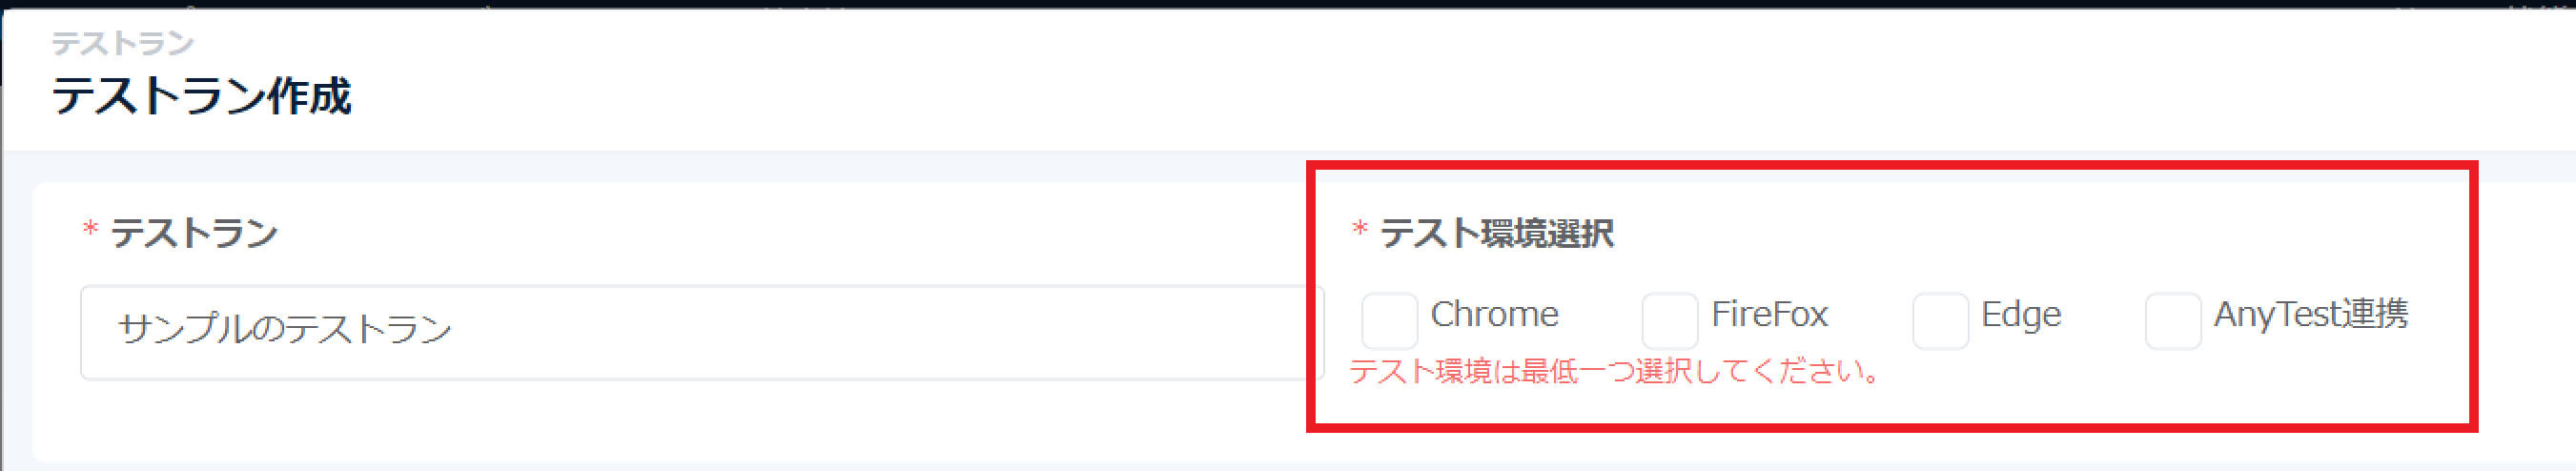 テストラン
テストラン作成
* テストラン
サンプルのテストラン
* テスト環境選択
Chrome FireFox Edge AnyTest連携
テスト環境は最低一つ選択してください。